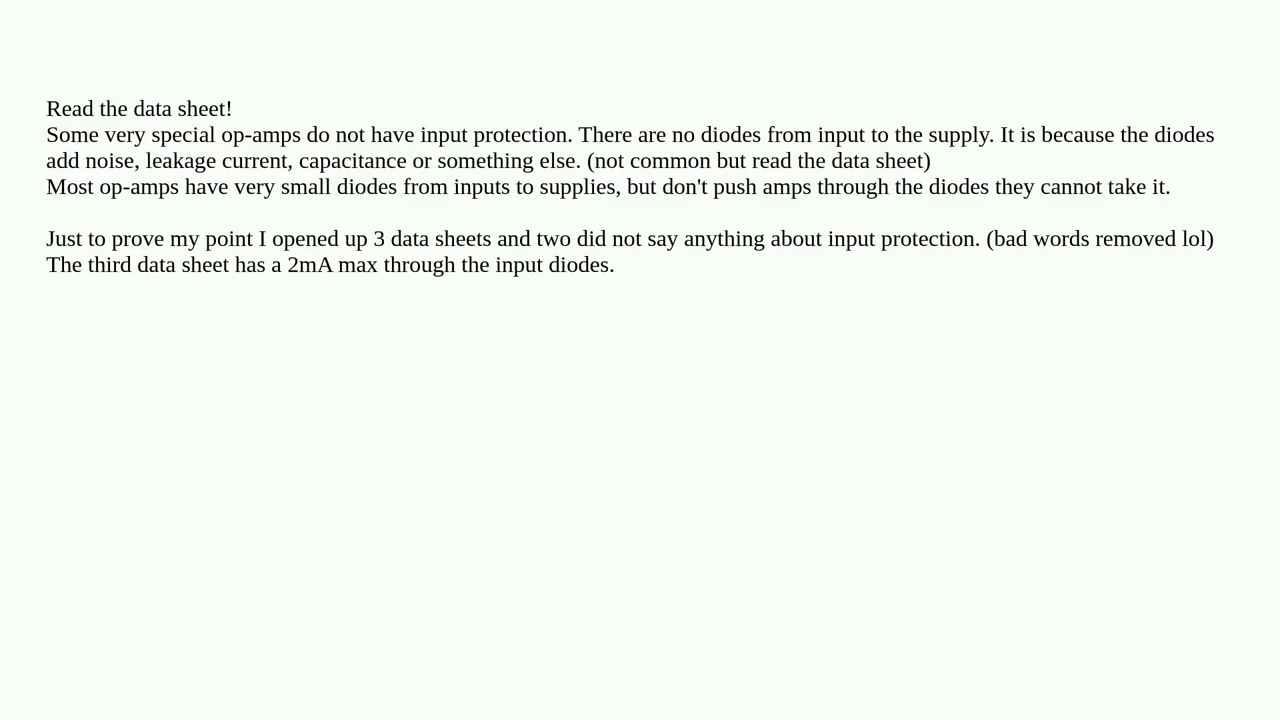 Read the data sheet!
Some very special op-amps do not have input protection. There are no diodes from input to the supply. It is because the diodes
add noise, leakage current, capacitance or something else. (not common but read the data sheet)
Most op-amps have very small diodes from inputs to supplies, but don't push amps through the diodes they cannot take it.
Just to prove my point I opened up 3 data sheets and two did not say anything about input protection. (bad words removed lol)
The third data sheet has a 2mA max through the input diodes.